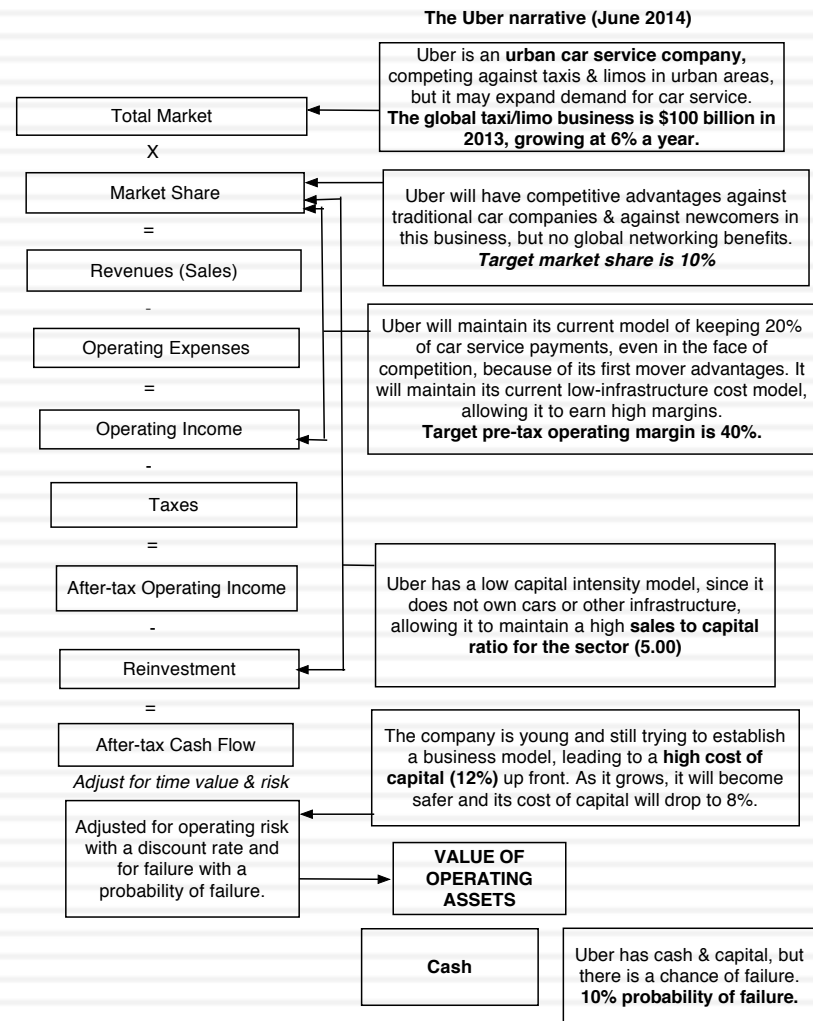 The Uber narrative (June 2014)
Uber is an urban car service company,
competing against taxis & limos in urban areas,
but it may expand demand for car service.
The global taxi/limo business is $100 billion in
2013, growing at 6% a year.
Total Market
X
Market Share
Uber will have competitive advantages against
traditional car companies & against newcomers in
this business, but no global networking benefits.
Target market share is 10%
=
Revenues (Sales)
-
Operating Expenses
Uber will maintain its current model of keeping 20%
of car service payments, even in the face of
competition, because of its first mover advantages. It
will maintain its current low-infrastructure cost model,
allowing it to earn high margins.
Target pre-tax operating margin is 40%.
=
Operating Income
-
Taxes
=
After-tax Operating Income
Uber has a low capital intensity model, since it
does not own cars or other infrastructure,
allowing it to maintain a high sales to capital
ratio for the sector (5.00)
-
Reinvestment
=
After-tax Cash Flow
The company is young and still trying to establish
a business model, leading to a high cost of
capital (12%) up front. As it grows, it will become
safer and its cost of capital will drop to 8%.
Adjust for time value & risk
Adjusted for operating risk
with a discount rate and
for failure with a
probability of failure.
VALUE OF
OPERATING
ASSETS
Cash
Uber has cash & capital, but
there is a chance of failure.
10% probability of failure.